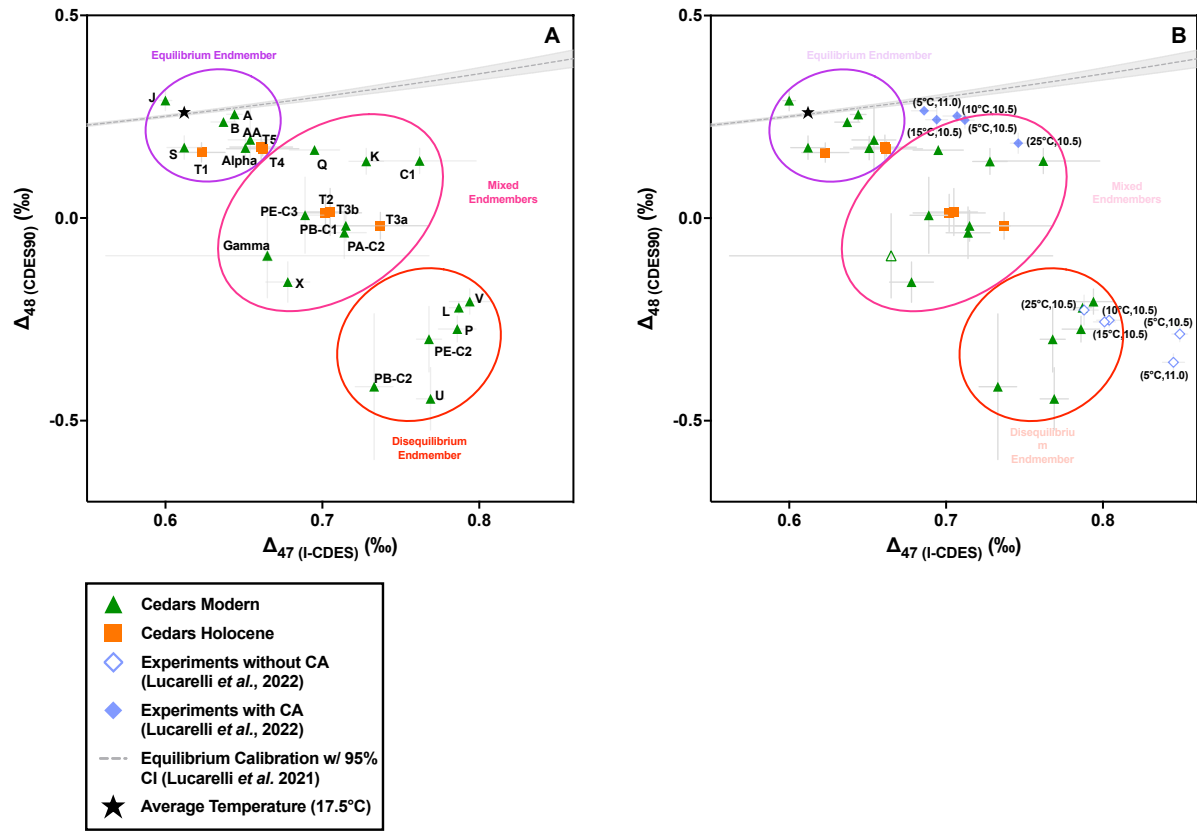 0.5
A
Equilibrium Endmember
J
A
B
AA
T5
S
T1
Alpha
T4
Q
K
C1
Mixed
Endmembers
0.0
PE-C3
T2
T3b
T3a
PB-C1
PA-C2
Gamma
X
V
L
P
PE-C2
PB-C2
U
-0.5
Disequilibrium
Endmember
0.6
0.7
0.8
Δ48 (CDES90) (‰)
Δ47 (I-CDES) (‰)
0.5
B
Equilibrium Endmember
(5°C,11.0)
(10°C,10.5)
(15°C,10.5)
(5°C,10.5)
(25°C,10.5)
Mixed
Endmembers
0.0
(25°C,10.5)
(10°C,10.5)
(5°C,10.5)
(15°C,10.5)
(5°C,11.0)
-0.5
Disequilibriu
m
Endmember
0.6
0.7
0.8
Δ48 (CDES90) (‰)
Δ47 (I-CDES) (‰)
Cedars Modern
Cedars Holocene
Experiments without CA
(Lucarelli et al., 2022)
Experiments with CA
(Lucarelli et al., 2022)
Equilibrium Calibration w/ 95%
CI (Lucarelli et al. 2021)
Average Temperature (17.5°C)